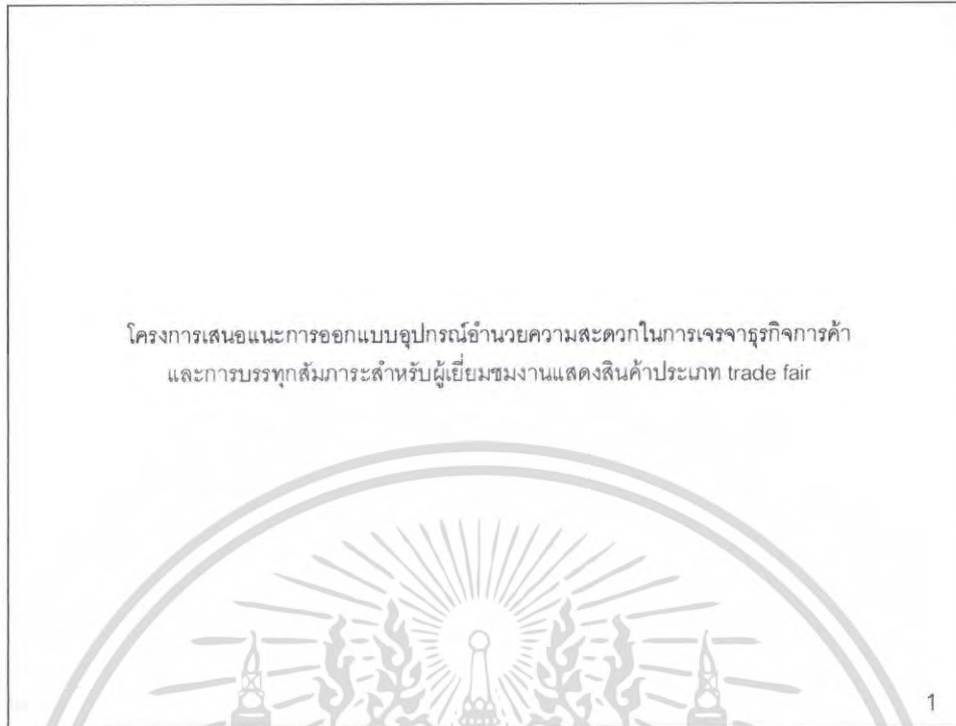 โครงการเสนอแนะการออกแบบอุปกรณ์อำนวยความสะดวกในการเจรจาธุรกิจการค้า
และการบรรทุกสัมภาระสำหรับผู้เยี่ยมชมงานแสดงสินค้าประเภท trade fair
1